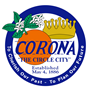 CORONA
"THE CIRCLE CITY"
Established
May 4, 1896
To Cherish Our Past - To Plan Our Future